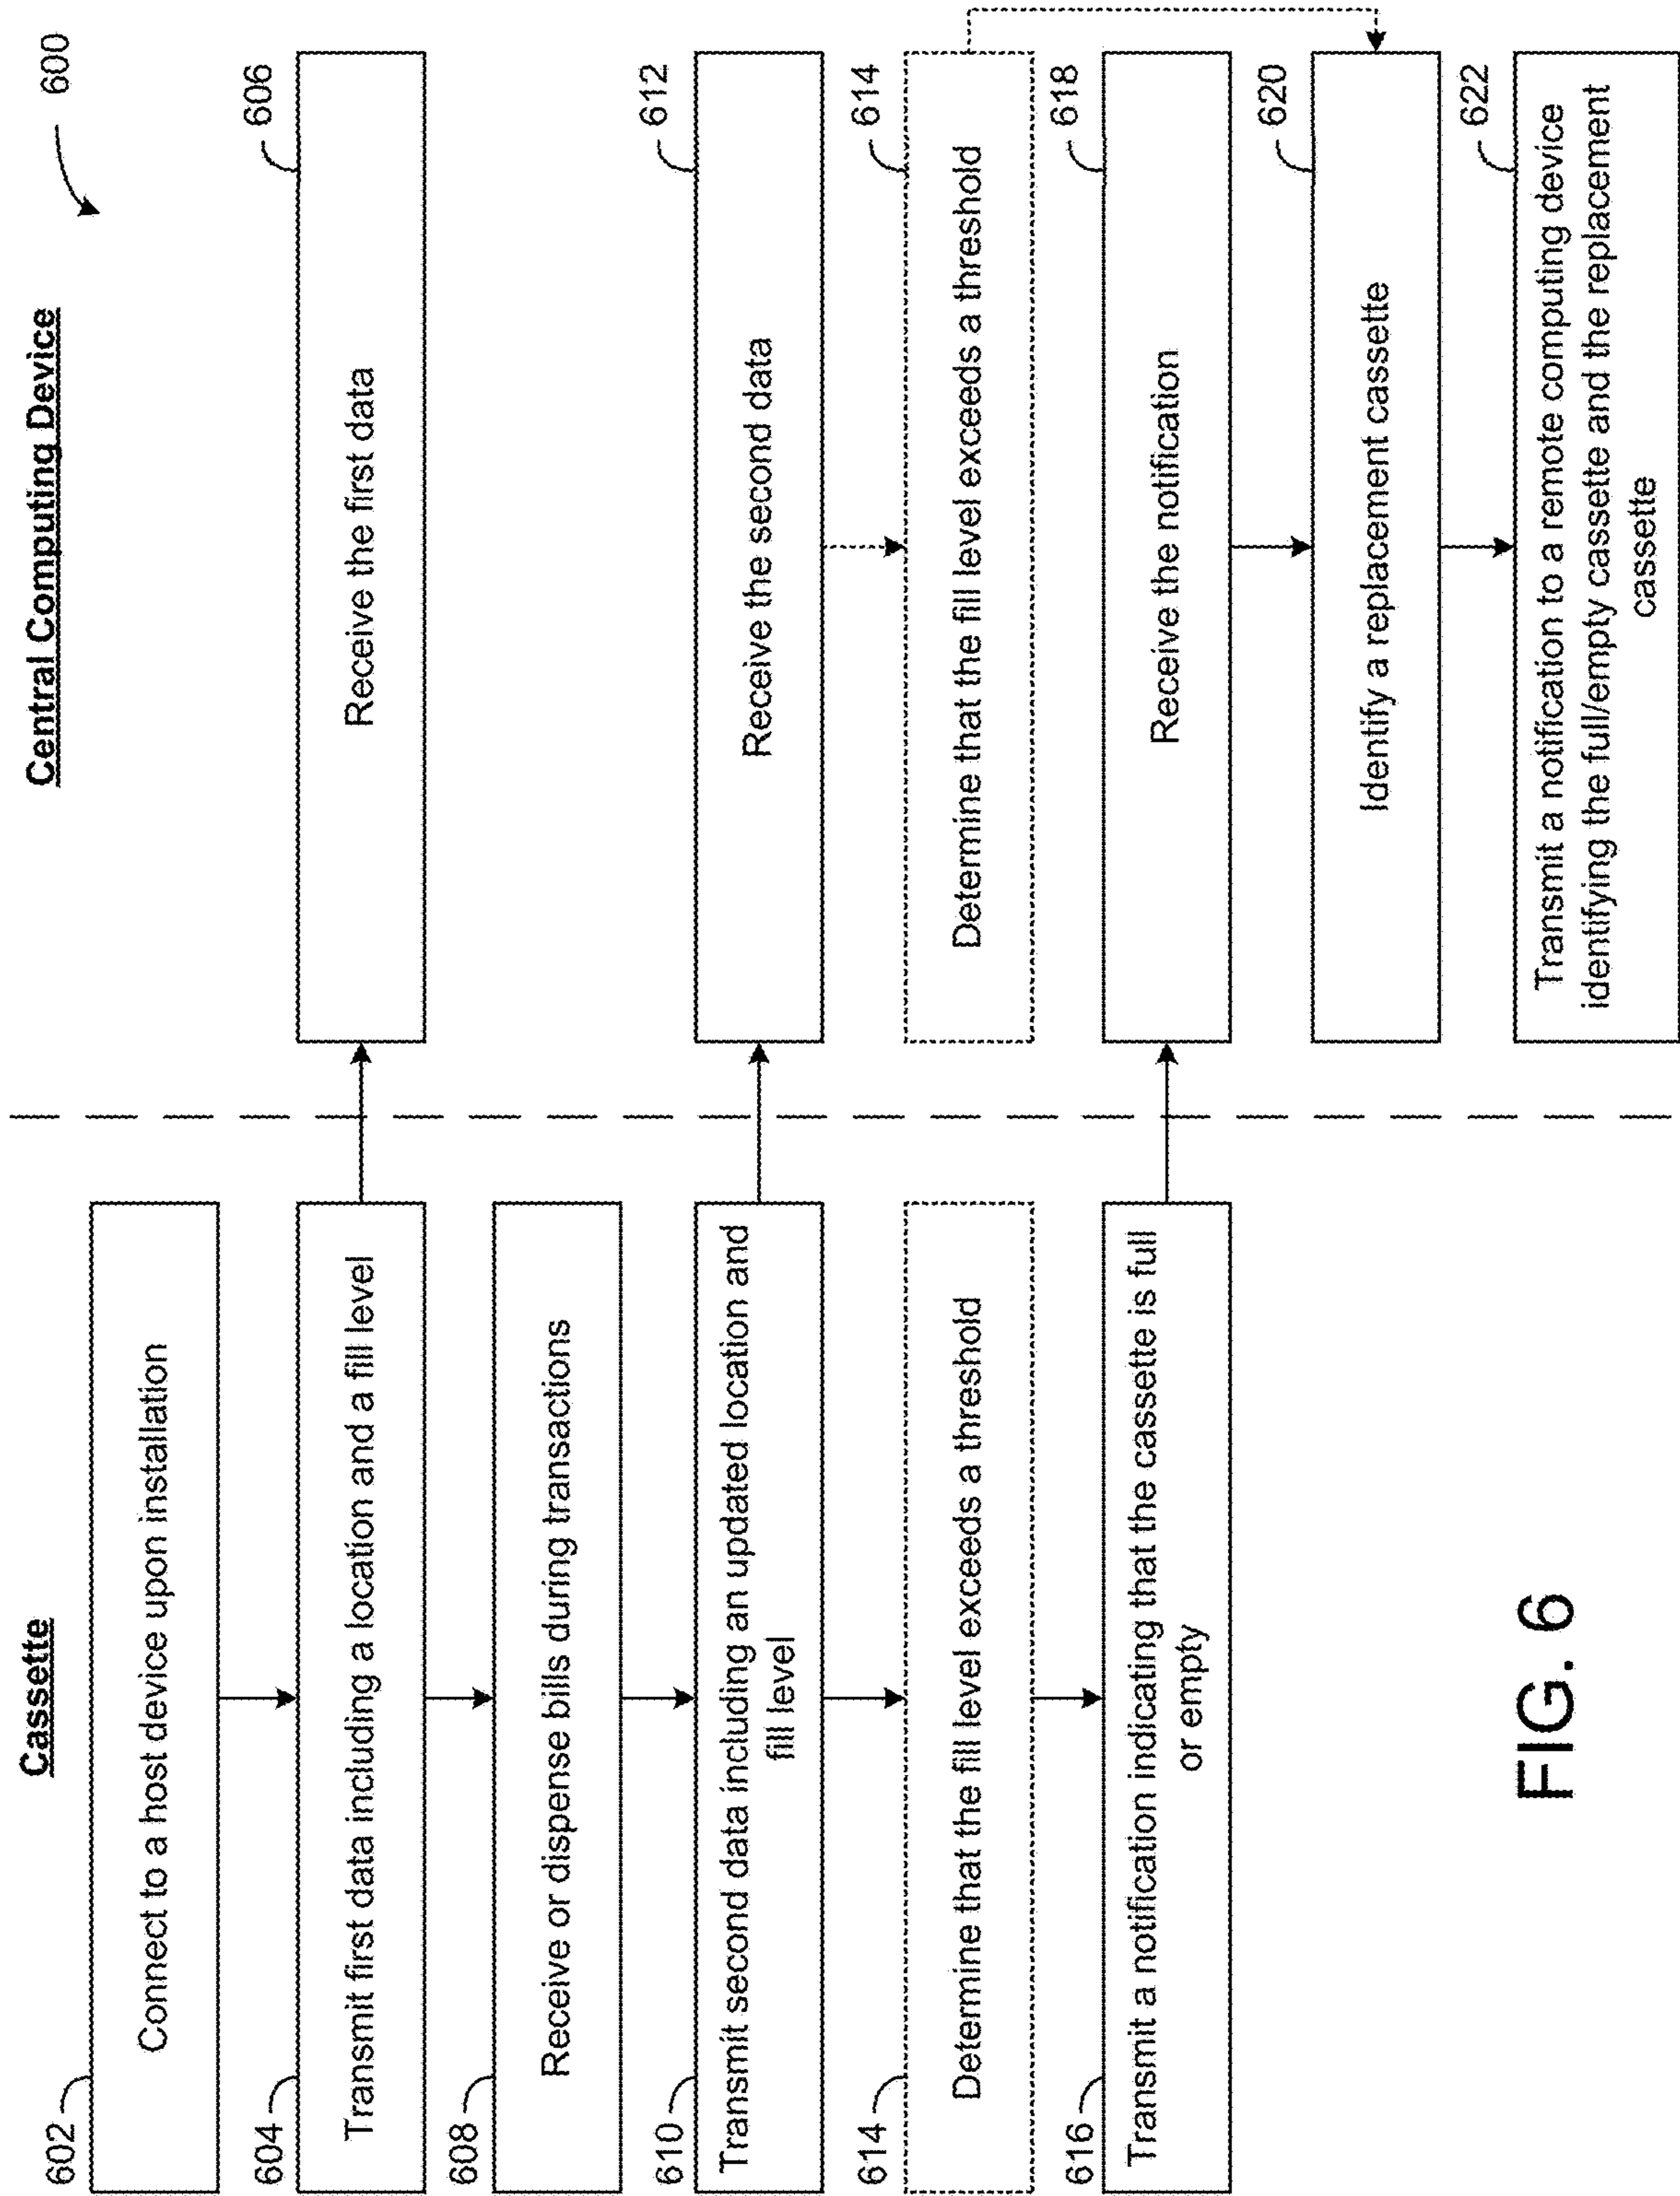 600
Cassette
Central Computing Device
602
Connect to a host device upon installation
604
Transmit first data including a location and a fill level
606
Receive the first data
608
Receive or dispense bills during transactions
610
Transmit second data including an updated location and
fill level
612
Receive the second data
614
Determine that the fill level exceeds a threshold
614
Determine that the fill level exceeds a threshold
616
Transmit a notification indicating that the cassette is full
or empty
618
Receive the notification
620
Identify a replacement cassette
622
Transmit a notification to a remote computing device
identifying the full/empty cassette and the replacement
cassette
FIG. 6